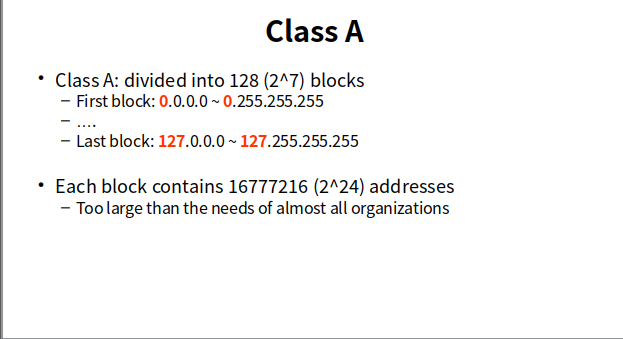 Class A
• Class A: divided into 128 (2^7) blocks
– First block: 0.0.0.0 ~ 0.255.255.255
– ....
– Last block: 127.0.0.0 ~ 127.255.255.255
• Each block contains 16777216 (2^24) addresses
– Too large than the needs of almost all organizations